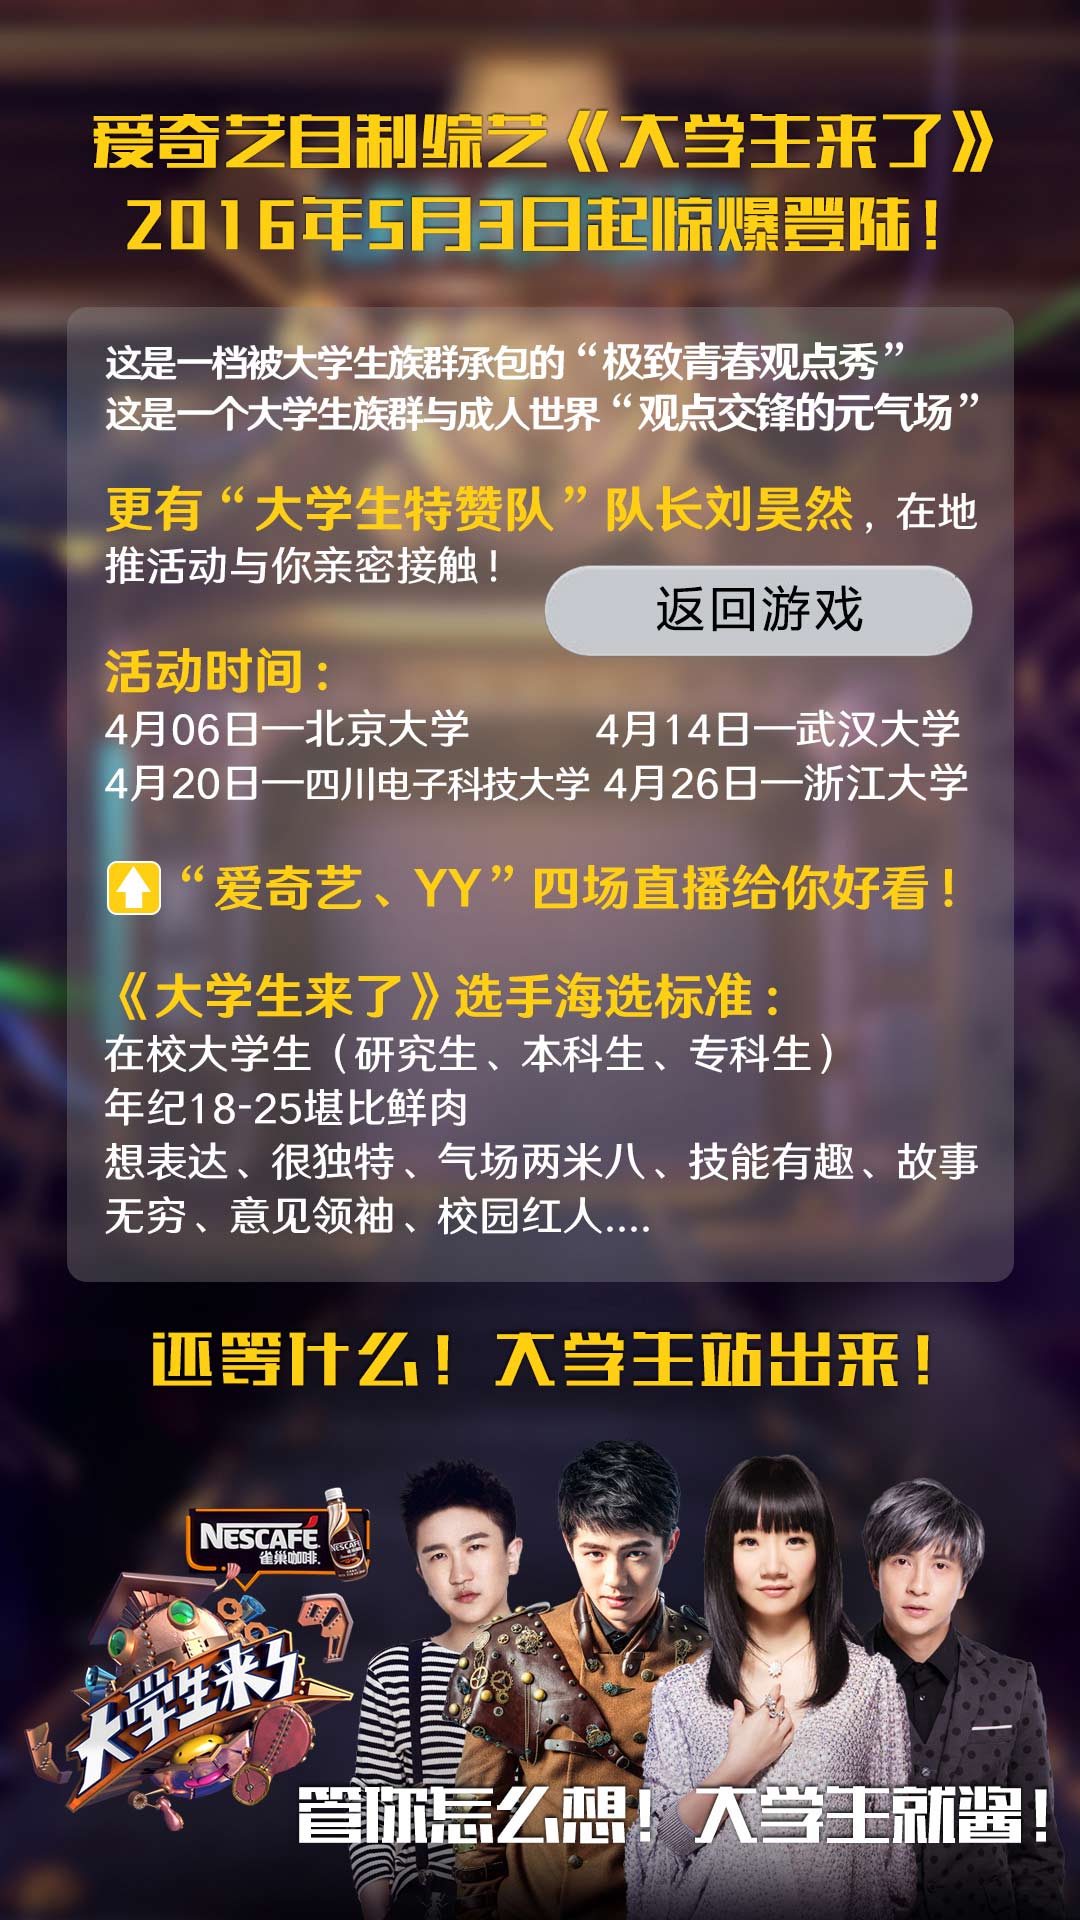 爱奇艺自制综艺《大学生来了》
2016年5月3日起惊爆登陆！
这是一档被大学生族群承包的“极致青春观点秀”
这是一个大学生族群与成人世界“观点交锋的元气场”
更有“大学生特赞队”队长刘昊然，在地
推活动与你亲密接触！
返回游戏
活动时间：
4月06日—北京大学 4月14日—武汉大学
4月20日—四川电子科技大学 4月26日—浙江大学
“爱奇艺、YY”四场直播给你好看！
《大学生来了》选手海选标准：
在校大学生（研究生、本科生、专科生）
年纪18-25堪比鲜肉
想表达、很独特、气场两米八、技能有趣、故事
无穷、意见领袖、校园红人....
还等什么！大学生站出来！
NESCAFÉ
雀巢咖啡
NESCAFÉ
大学生来了
管你怎么想！大学生就酱！